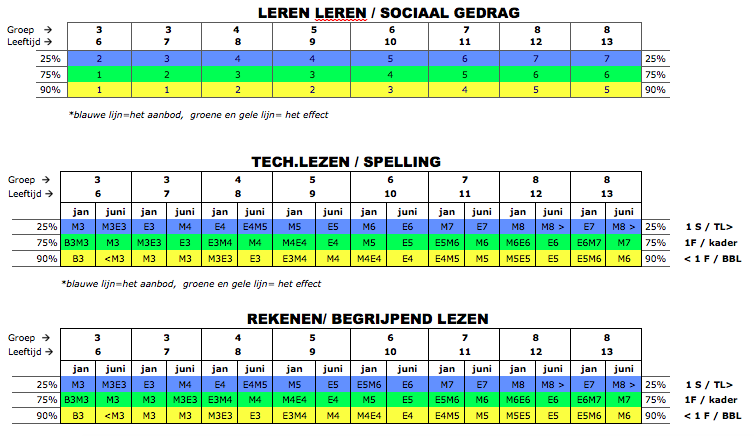 LEREN LEREN / SOCIAAL GEDRAG
Groep → 3 3 4 5 6 7 8 8
Leeftijd → 6 7 8 9 10 11 12 13
25% 2 3 4 4 5 6 7 7 25%
75% 1 2 3 3 4 5 6 6 75%
90% 1 1 2 2 3 4 5 5 90%
*blauwe lijn=het aanbod, groene en gele lijn= het effect
TECH.LEZEN / SPELLING
Groep → 3 3 4 5 6 7 8 8
Leeftijd → 6 7 8 9 10 11 12 13
jan juni jan juni jan juni jan juni jan juni jan juni jan juni jan juni
25% M3 M3E3 E3 M4 E4 E4M5 M5 E5 M6 E6 M7 E7 M8 M8 > E7 M8 > 25% 1 S / TL>
75% B3M3 M3 M3E3 E3 E3M4 M4 M4E4 E4 M5 E5 E5M6 M6 M6E6 E6 E6M7 M7 75% 1F / kader
90% B3 <M3 M3 M3 M3E3 E3 E3M4 M4 M4E4 E4 E4M5 M5 M5E5 E5 E5M6 M6 90% < 1 F / BBL
*blauwe lijn=het aanbod, groene en gele lijn= het effect
REKENEN/ BEGRIJPEND LEZEN
Groep → 3 3 4 5 6 7 8 8
Leeftijd → 6 7 8 9 10 11 12 13
jan juni jan juni jan juni jan juni jan juni jan juni jan juni jan juni
25% M3 M3E3 E3 M4 E4 E4M5 M5 E5 E5M6 E6 M7 E7 M8 M8 > E7 M8 > 25% 1 S / TL>
75% B3M3 M3 M3 M3E3 E3M4 M4 M4E4 E4 M5 E5 E5M6 M6 M6E6 E6 E6M7 M7 75% 1F / kader
90% B3 <M3 M3 M3 M3E3 E3 E3M4 M4 M4E4 E4 E4M5 M5 M5E5 E5 E5M6 M6 90% < 1 F / BBL